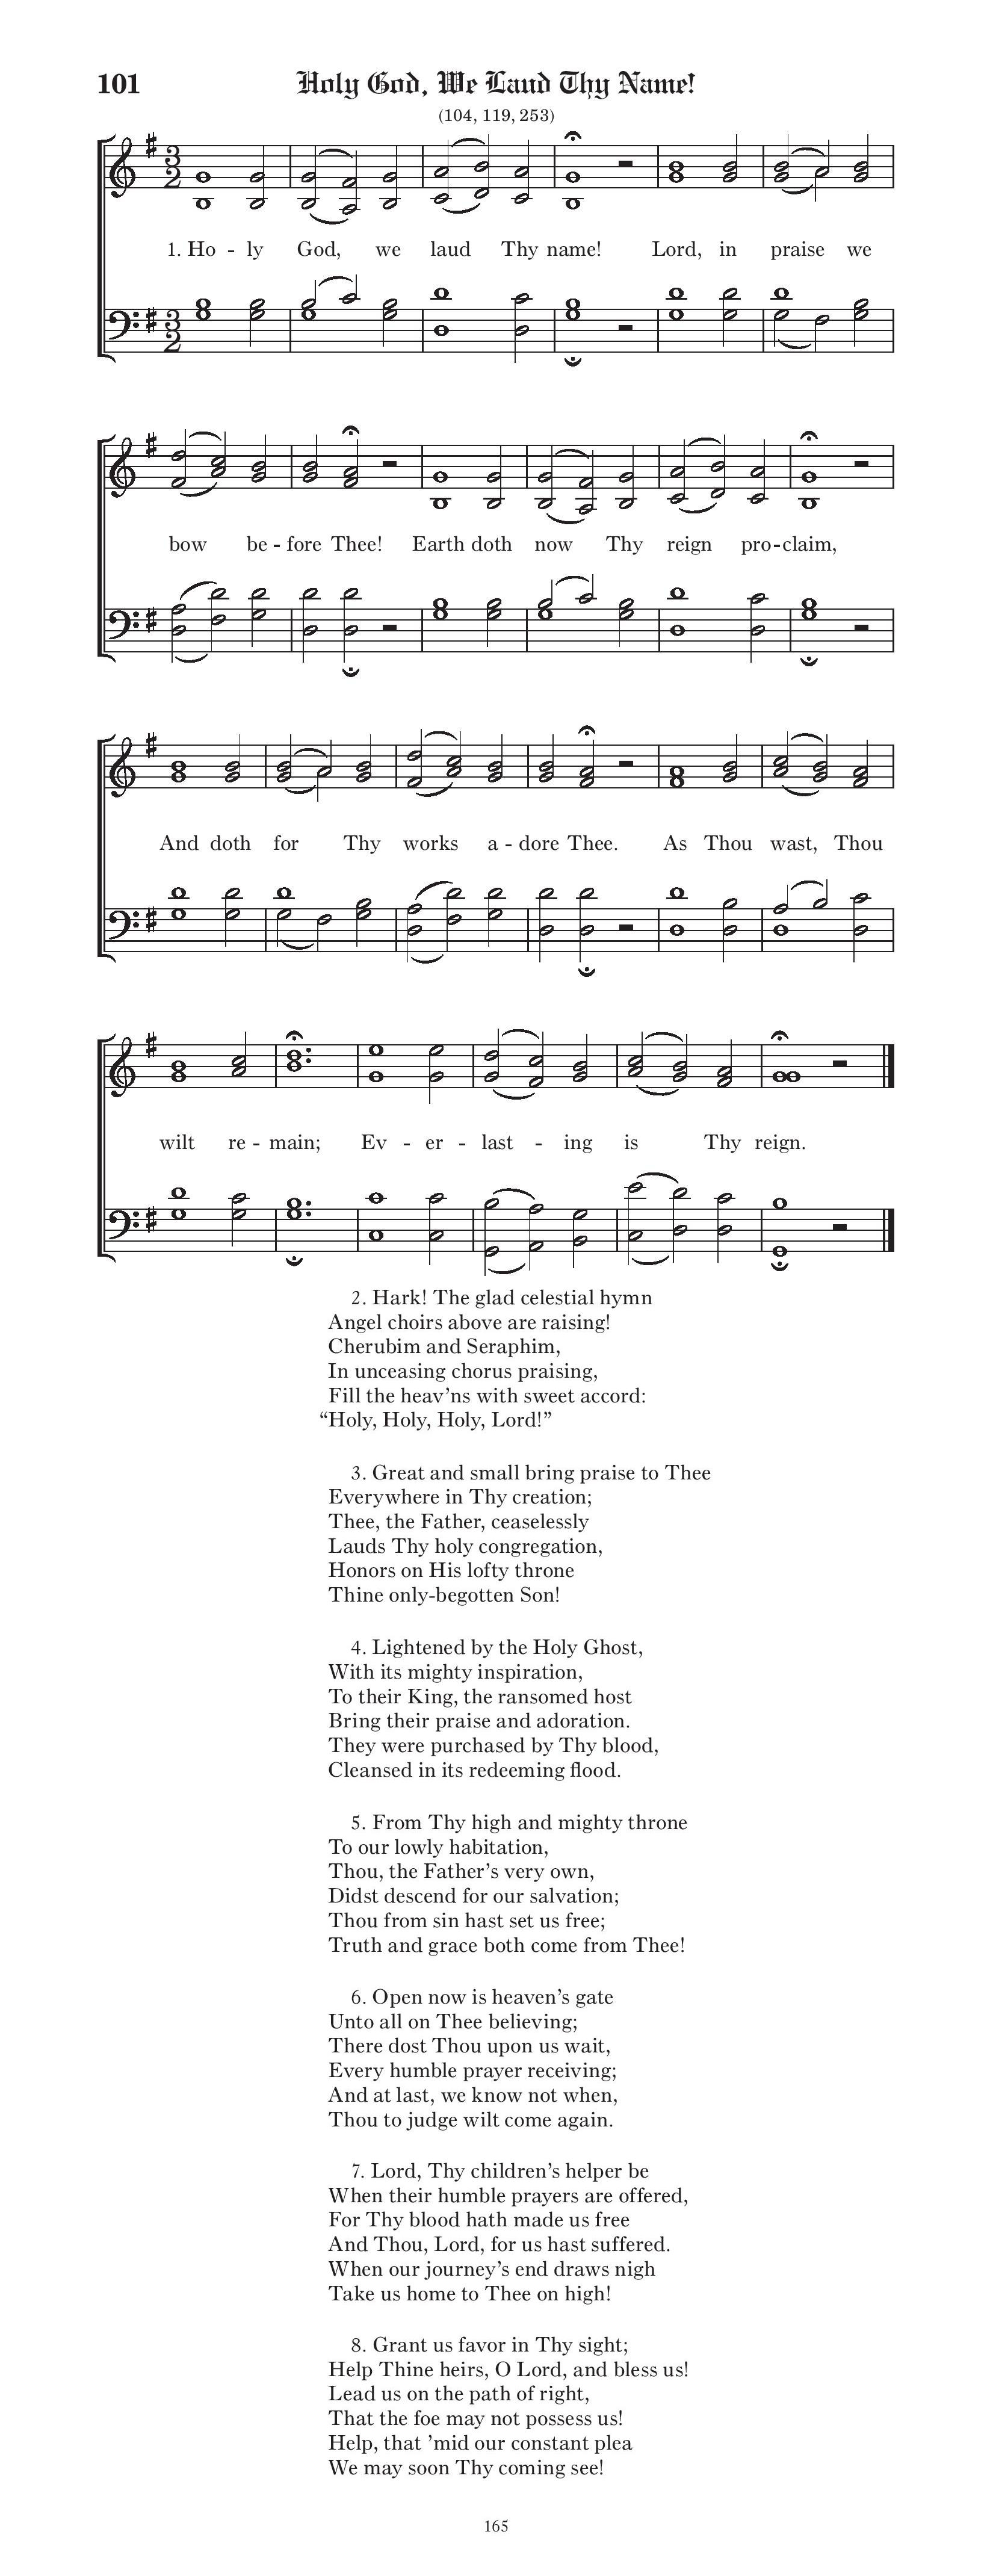 101 Holy God, We Laud Thy Name!
(104, 119, 253)
1. Ho - ly God, we laud Thy name! Lord, in praise we
bow be - fore Thee! Earth doth now Thy reign pro - claim,
And doth for Thy works a - dore Thee. As Thou wast, Thou
wilt re - main; Ev - er - last - ing is Thy reign.
2. Hark! The glad celestial hymn
Angel choirs above are raising!
Cherubim and Seraphim,
In unceasing chorus praising,
Fill the heav’ns with sweet accord:
“Holy, Holy, Holy, Lord!”
3. Great and small bring praise to Thee
Everywhere in Thy creation;
Thee, the Father, ceaselessly
Lauds Thy holy congregation,
Honors on His lofty throne
Thine only-begotten Son!
4. Lightened by the Holy Ghost,
With its mighty inspiration,
To their King, the ransomed host
Bring their praise and adoration.
They were purchased by Thy blood,
Cleansed in its redeeming flood.
5. From Thy high and mighty throne
To our lowly habitation,
Thou, the Father’s very own,
Didst descend for our salvation;
Thou from sin hast set us free;
Truth and grace both come from Thee!
6. Open now is heaven’s gate
Unto all on Thee believing;
There dost Thou upon us wait,
Every humble prayer receiving;
And at last, we know not when,
Thou to judge wilt come again.
7. Lord, Thy children’s helper be
When their humble prayers are offered,
For Thy blood hath made us free
And Thou, Lord, for us hast suffered.
When our journey’s end draws nigh
Take us home to Thee on high!
8. Grant us favor in Thy sight;
Help Thine heirs, O Lord, and bless us!
Lead us on the path of right,
That the foe may not possess us!
Help, that ’mid our constant plea
We may soon Thy coming see!
165